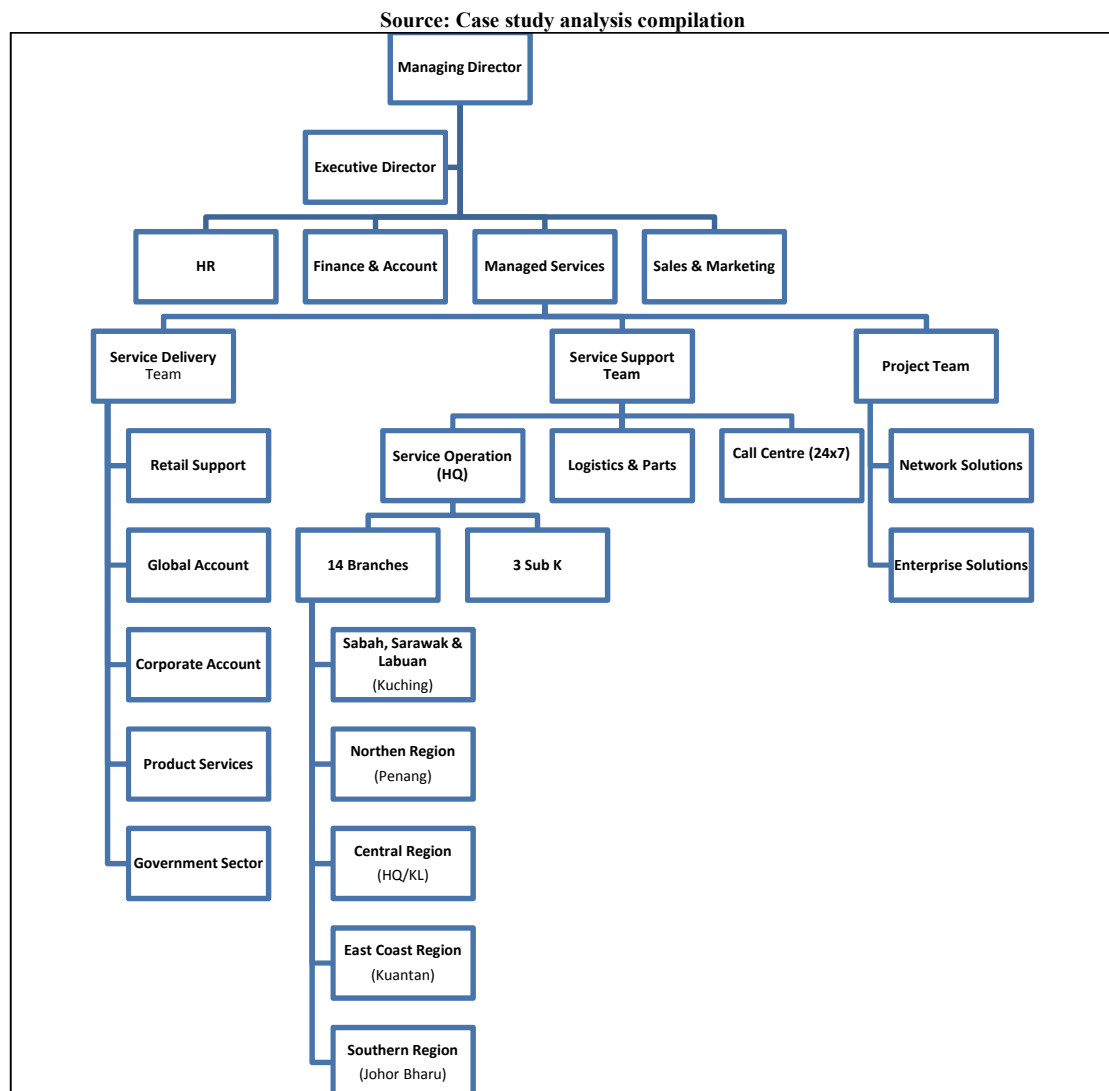 Source: Case study analysis compilation
Managing Director
Executive Director
HR
Finance & Account
Managed Services
Sales & Marketing
Service Delivery
Team
Service Support
Team
Project Team
Retail Support
Global Account
Corporate Account
Product Services
Government Sector
Service Operation
(HQ)
Logistics & Parts
Call Centre (24x7)
Network Solutions
Enterprise Solutions
14 Branches
3 Sub K
Sabah, Sarawak &
Labuan
(Kuching)
Northen Region
(Penang)
Central Region
(HQ/KL)
East Coast Region
(Kuantan)
Southern Region
(Johor Bharu)